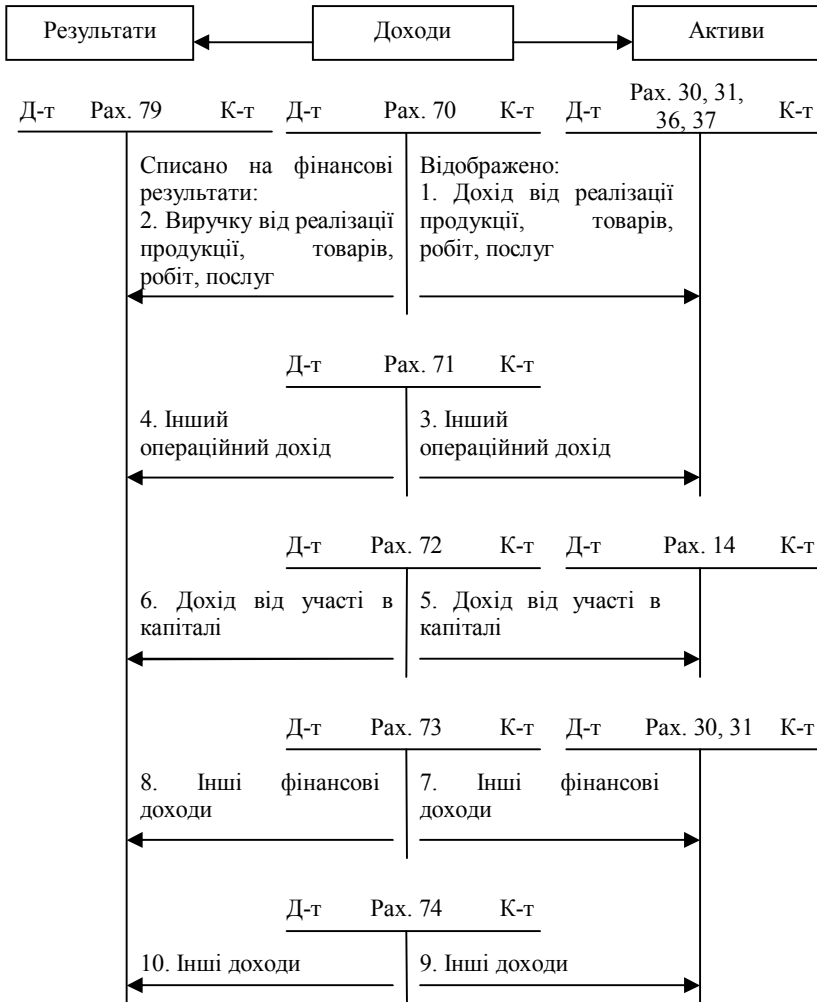 Результати Доходи Активи
Д-т Рах. 79 К-т Д-т Рах. 70 К-т Д-т Рах. 30, 31, 36, 37 К-т
Списано на фінансові
результати:
2. Виручку від реалізації
продукції, товарів,
робіт, послуг
Відображено:
1. Дохід від реалізації
продукції, товарів,
робіт, послуг
Д-т Рах. 71 К-т
4. Інший
операційний дохід
3. Інший
операційний дохід
Д-т Рах. 72 К-т Д-т Рах. 14 К-т
6. Дохід від участі в
капіталі
5. Дохід від участі в
капіталі
Д-т Рах. 73 К-т Д-т Рах. 30, 31 К-т
8. Інші фінансові
доходи
7. Інші фінансові
доходи
Д-т Рах. 74 К-т
10. Інші доходи
9. Інші доходи